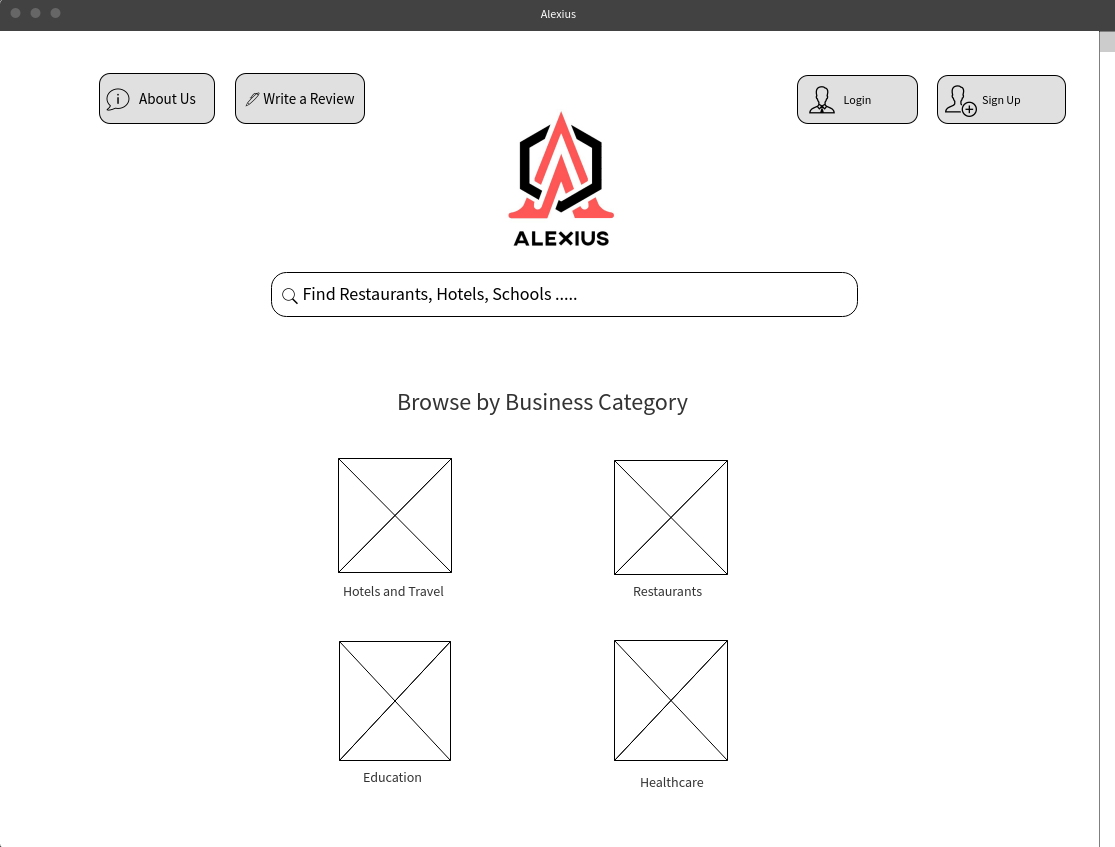 Alexius
About Us
Write a Review
Login
Sign Up
ALEXIUS
Find Restaurants, Hotels, Schools .....
Browse by Business Category
Hotels and Travel
Restaurants
Education
Healthcare